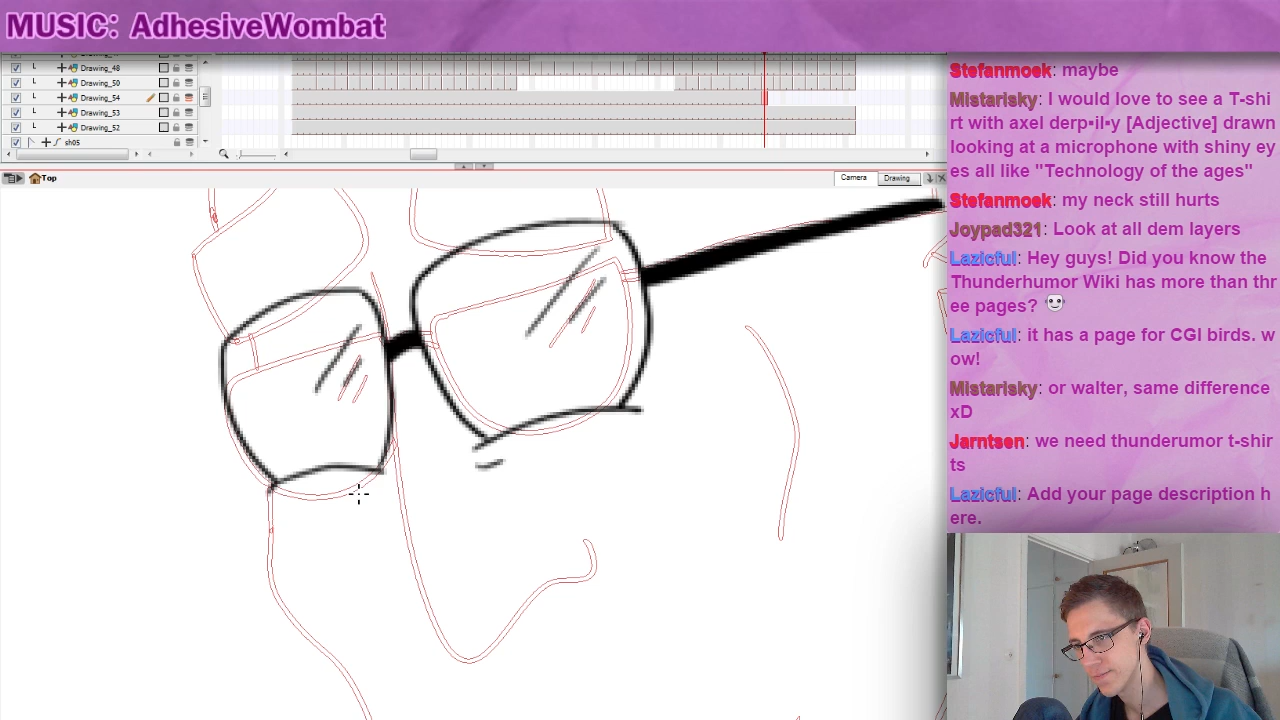 MUSIC: AdhesiveWombat
Drawing_48
Drawing_50
Drawing_54
Drawing_53
Drawing_52
sh05
Top
Camera
Drawing
Stefanmoek: maybe
Mistarisky: I would love to see a T-shi
rt with axel derp▪il▪y [Adjective] drawn
looking at a microphone with shiny ey
es all like "Technology of the ages"
Stefanmoek: my neck still hurts
Joypad321: Look at all dem layers
Lazicful: Hey guys! Did you know the
Thunderhumor Wiki has more than thr
ee pages?
Lazicful: it has a page for CGI birds. w
ow!
Mistarisky: or walter, same difference
xD
Jarntsen: we need thunderumor t-shir
ts
Lazicful: Add your page description h
ere.